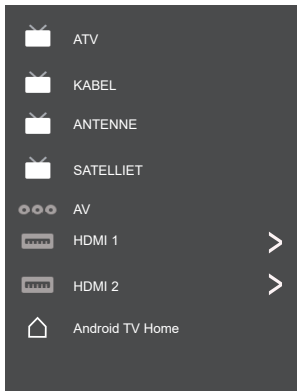 ATV
KABEL
ANTENNE
SATELLIET
AV
HDMI 1
HDMI 2
Android TV Home